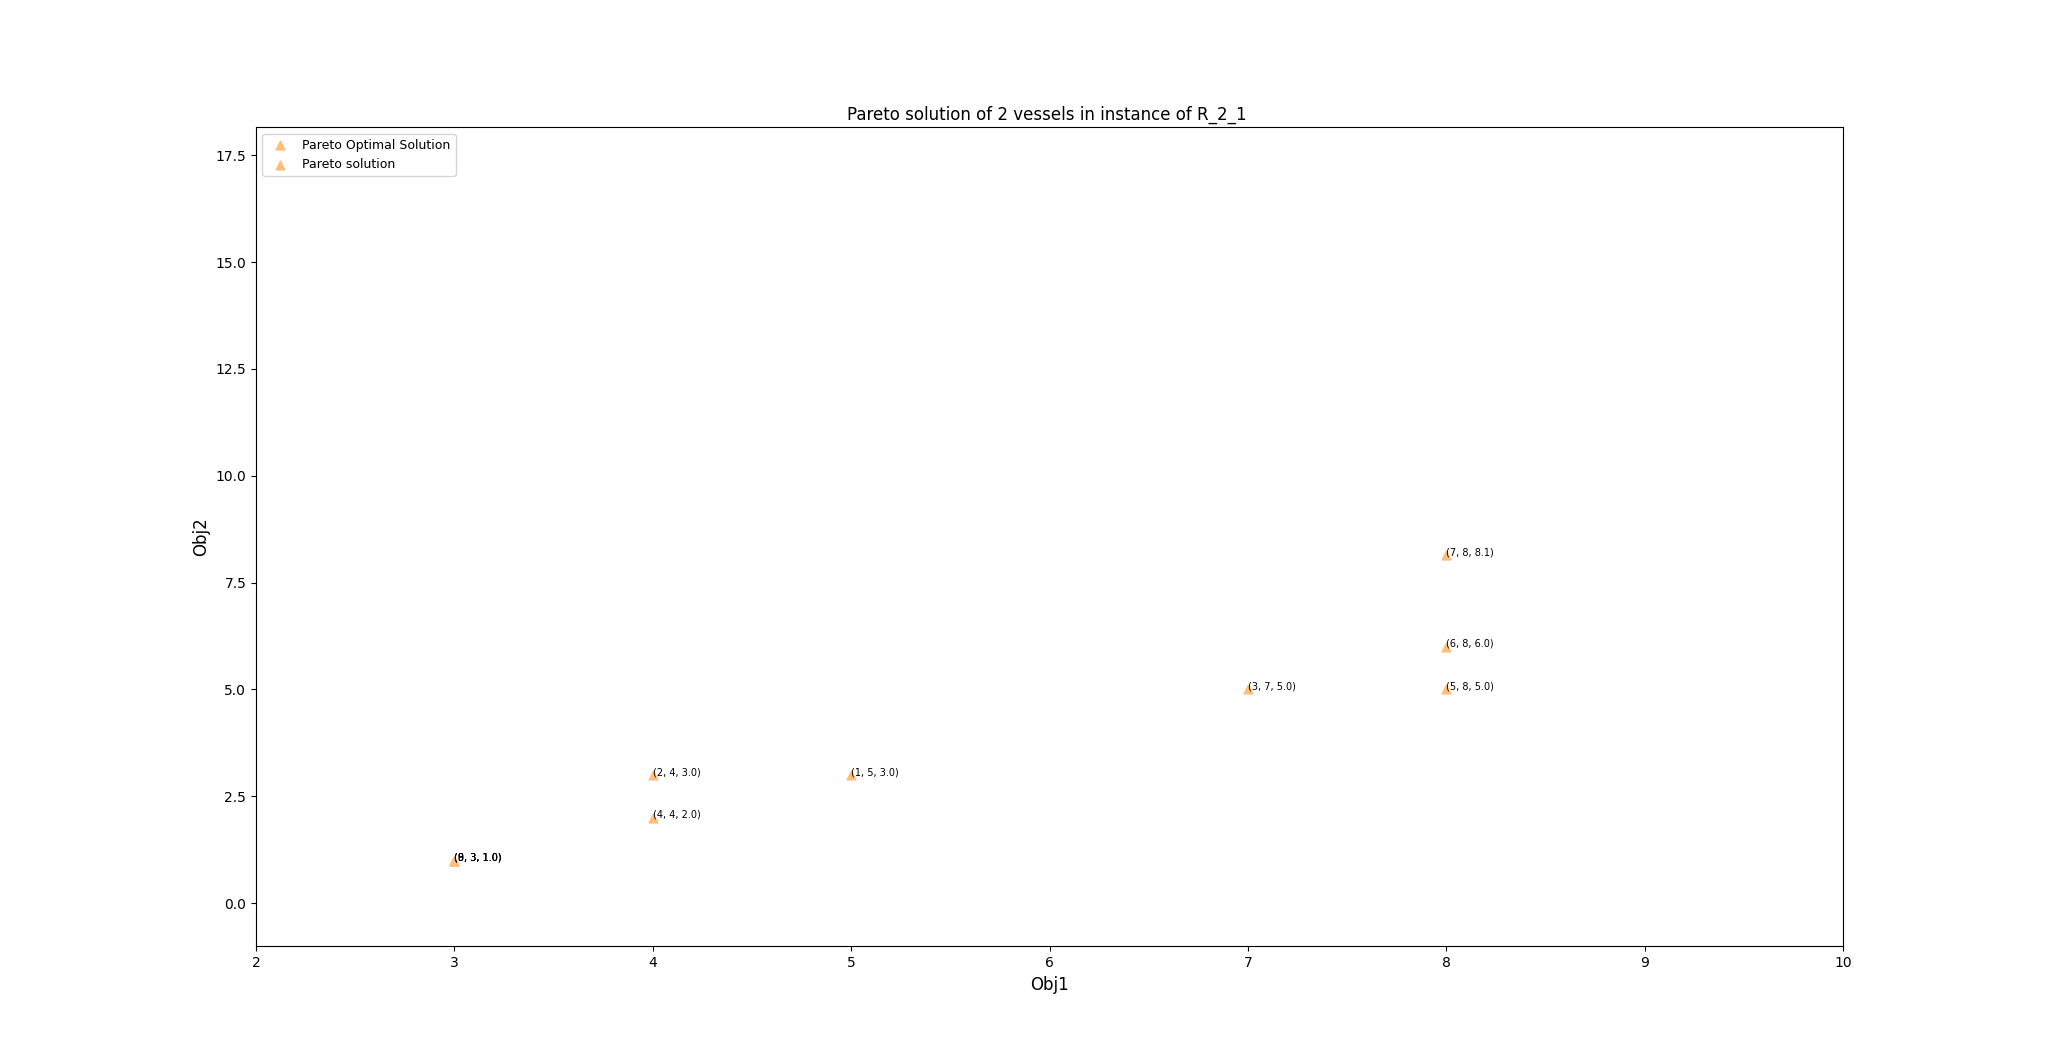 Pareto solution of 2 vessels in instance of R_2_1
Pareto Optimal Solution
Pareto solution
17.5
15.0
12.5
10.0
7.5
5.0
2.5
0.0
Obj2
(7, 8, 8.1)
(6, 8, 6.0)
(3, 7, 5.0)
(5, 8, 5.0)
(2, 4, 3.0)
(1, 5, 3.0)
(4, 4, 2.0)
3, 1.0)
2
3
4
5
6
7
8
9
10
Obj1